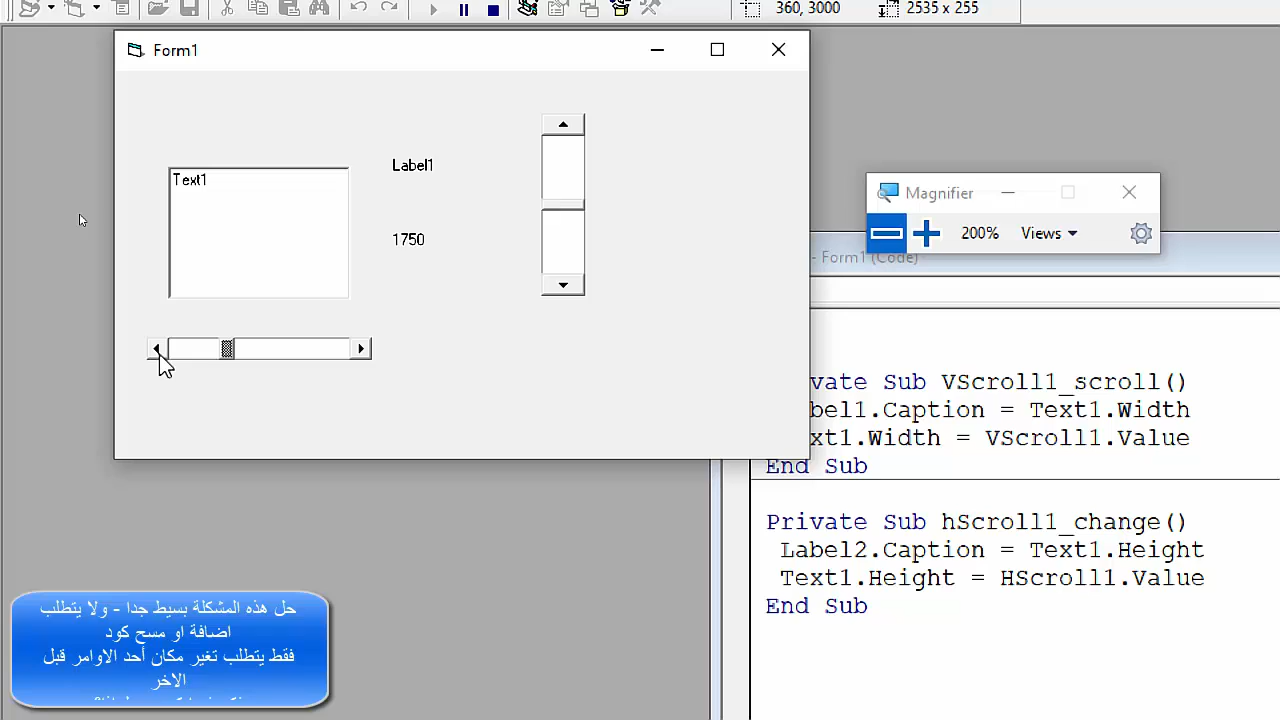 360, 3000
2535 x 255
Form1
Label1
Text1
1750
Magnifier
200%
Views
- Form1 (Code)
vate Sub VScroll1_scroll()
bel1.Caption = Text1.Width
xt1.Width = VScroll1.Value
End Sub
Private Sub hScroll1_change()
Label2.Caption = Text1.Height
Text1.Height = HScroll1.Value
End Sub
حل هذه المشكلة بسيط جدا - ولا يتطلب
اضافة او مسح كود
فقط يتطلب تغير مكان أحد الاوامر قبل
الاخر